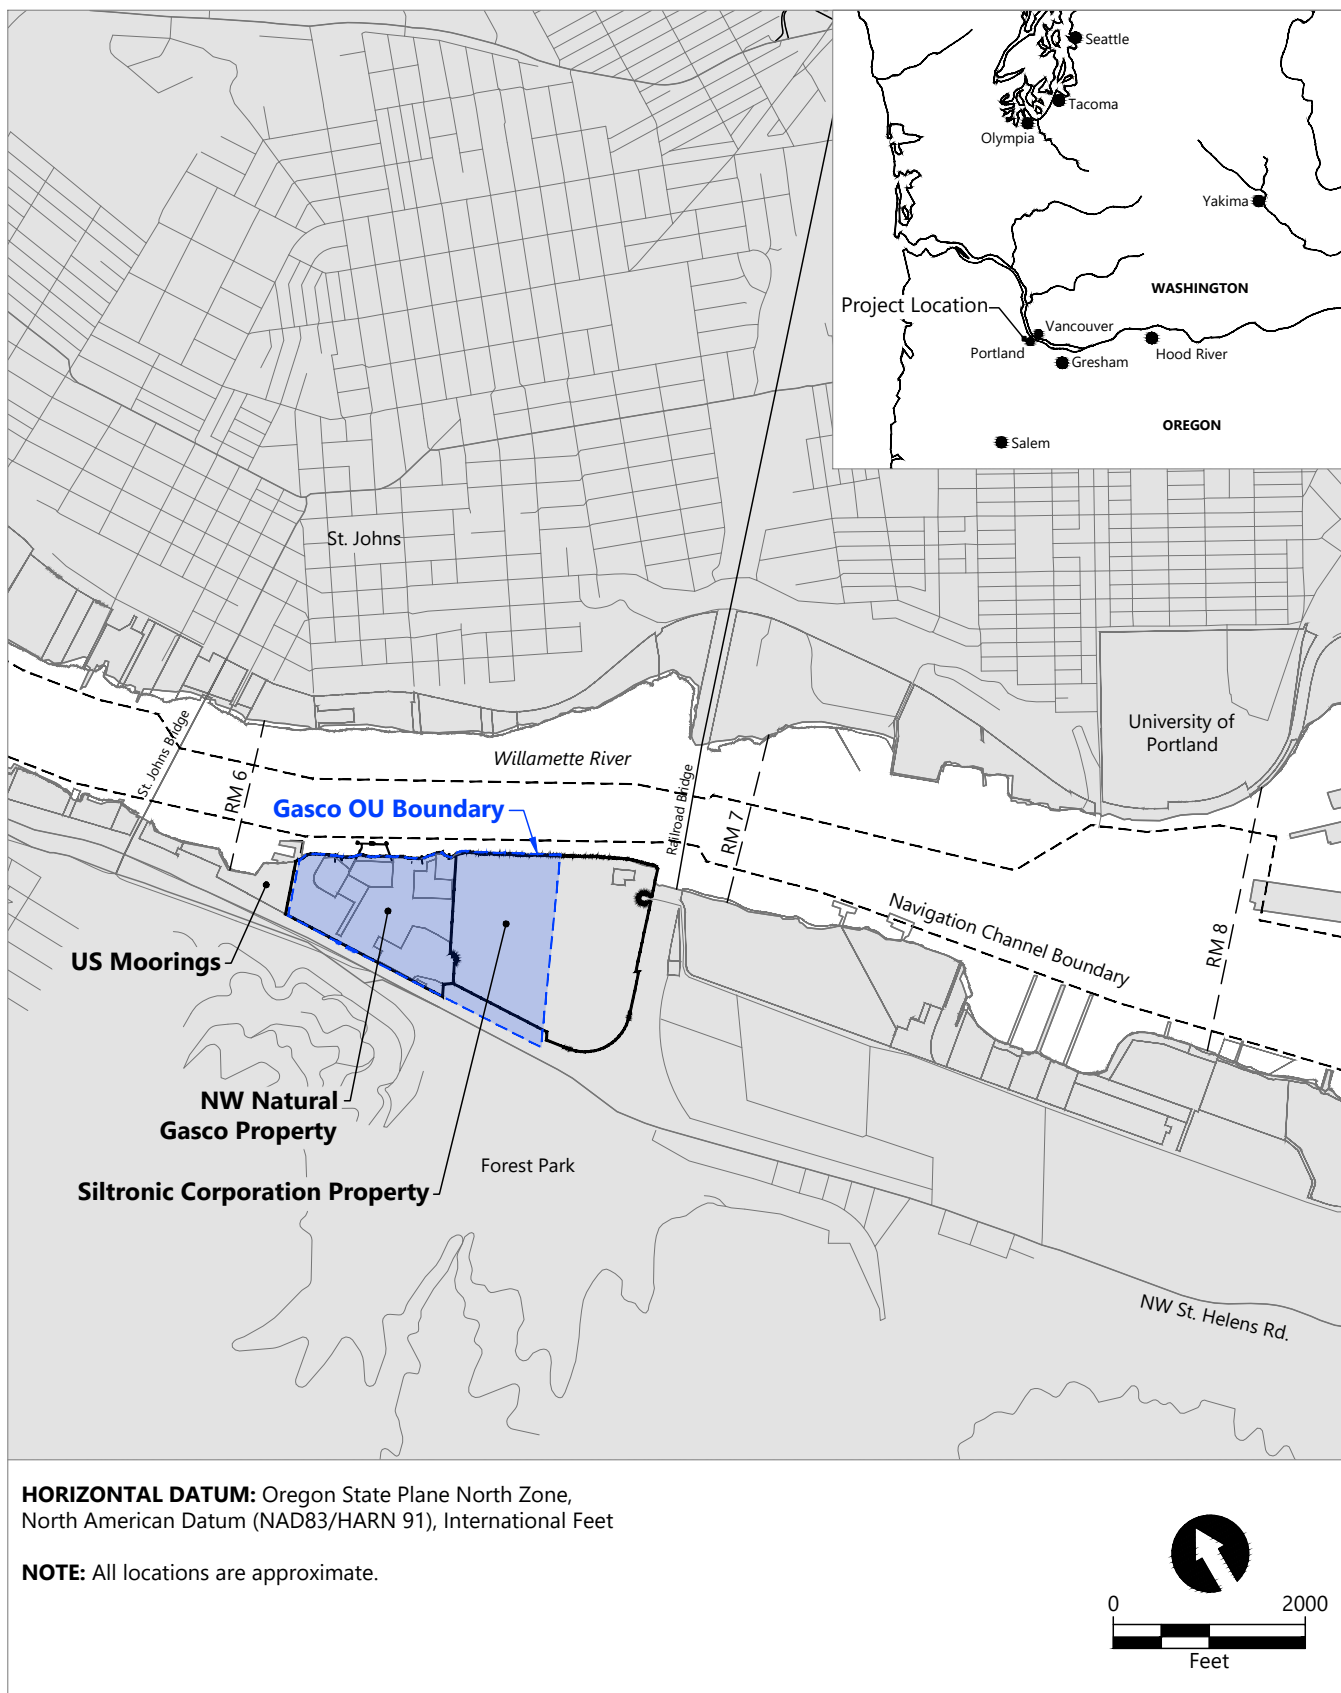 Seattle
Tacoma
Olympia
Yakima
WASHINGTON
Project Location
Vancouver
Portland
Gresham
Hood River
OREGON
Salem
St. Johns
University of
Portland
St. Johns Bridge
Willamette River
RM 6
Gasco OU Boundary
Railroad Bridge
RM 7
Navigation Channel Boundary
RM 8
US Moorings
NW Natural
Gasco Property
Siltronic Corporation Property
Forest Park
NW St. Helens Rd.
HORIZONTAL DATUM: Oregon State Plane North Zone,
North American Datum (NAD83/HARN 91), International Feet
NOTE: All locations are approximate.
0 2000
Feet